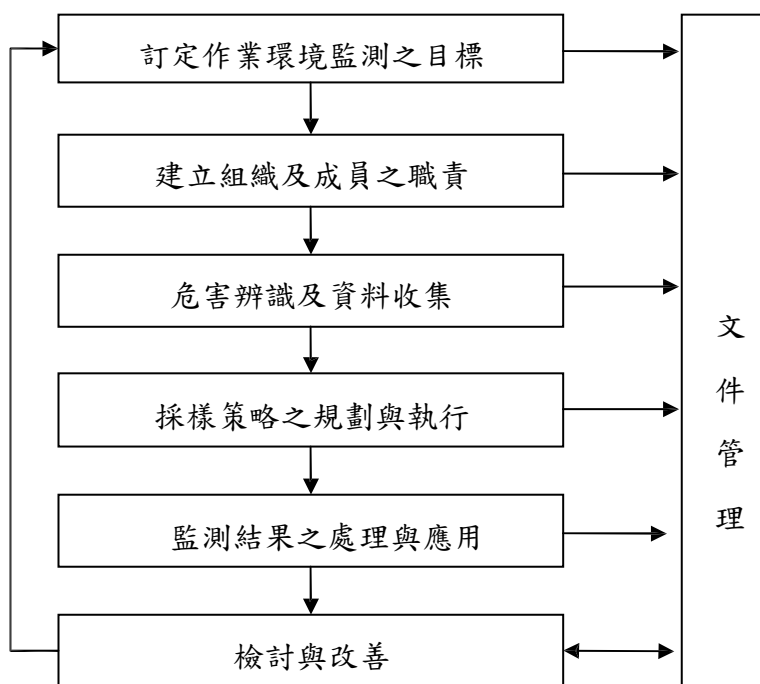 訂定作業環境監測之目標
建立組織及成員之職責
危害辨識及資料收集
採樣策略之規劃與執行
監測結果之處理與應用
檢討與改善
文件管理